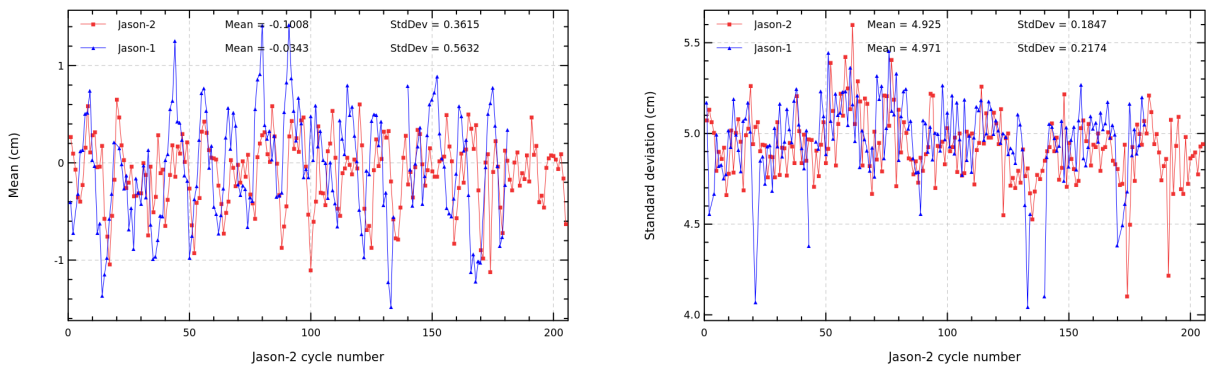 Jason-2 Mean = -0.1008 StdDev = 0.3615
Jason-1 Mean = -0.0343 StdDev = 0.5632
1
0
-1
Mean (cm)
0 50 100 150 200
Jason-2 cycle number
Jason-2 Mean = 4.925 StdDev = 0.1847
Jason-1 Mean = 4.971 StdDev = 0.2174
5.5
5.0
4.5
4.0
Standard deviation (cm)
0 50 100 150 200
Jason-2 cycle number